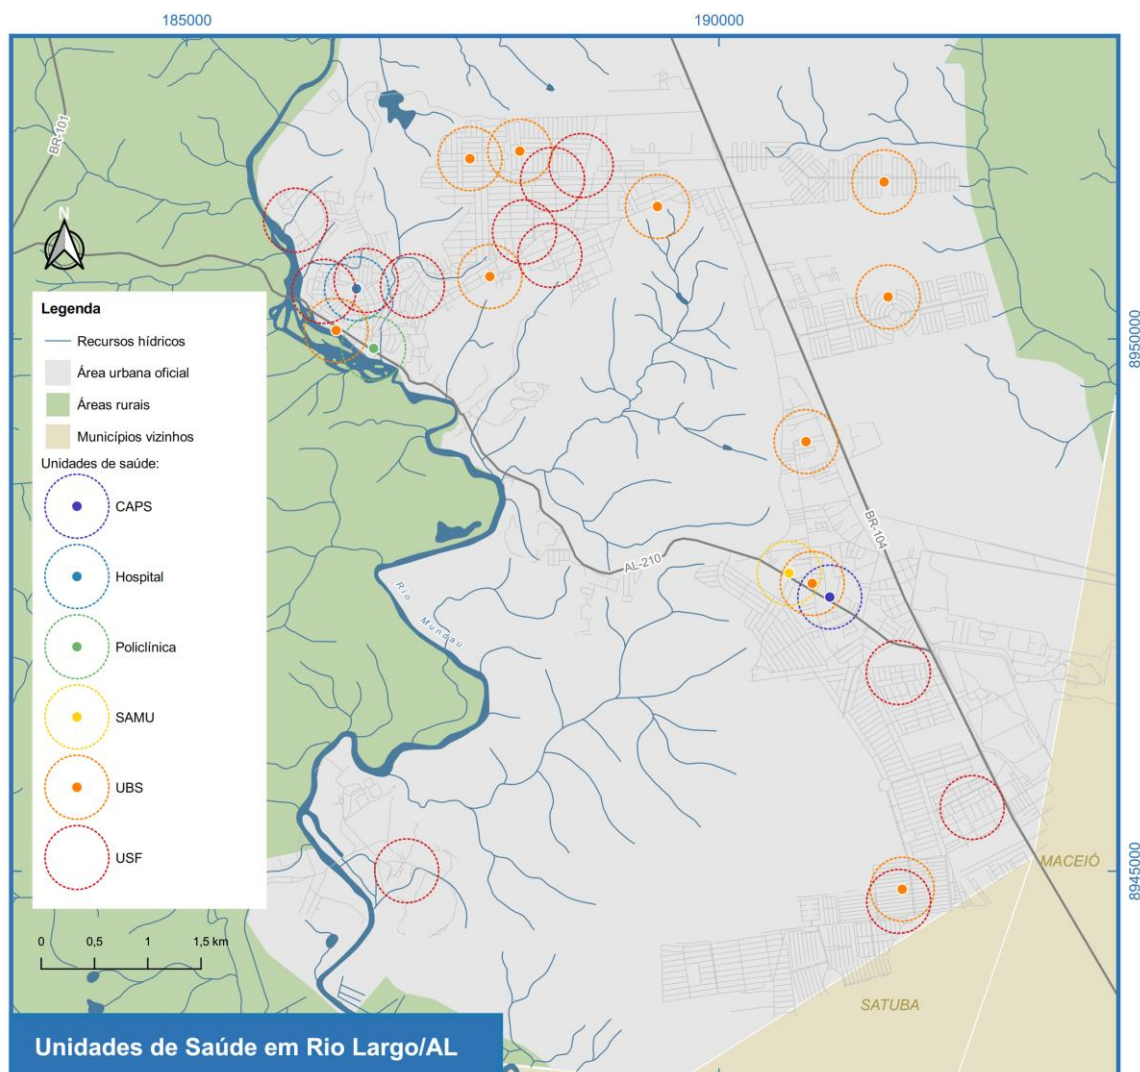 185000
190000
BR-101
N
8950000
Legenda
Recursos hídricos
Área urbana oficial
Áreas rurais
Municípios vizinhos
Unidades de saúde:
CAPS
Hospital
Policlínica
SAMU
UBS
USF
BR-104
AL-210
Rio Mundaú
MACEIÓ
8945000
0 0,5 1 1,5 km
SATUBA
Unidades de Saúde em Rio Largo/AL